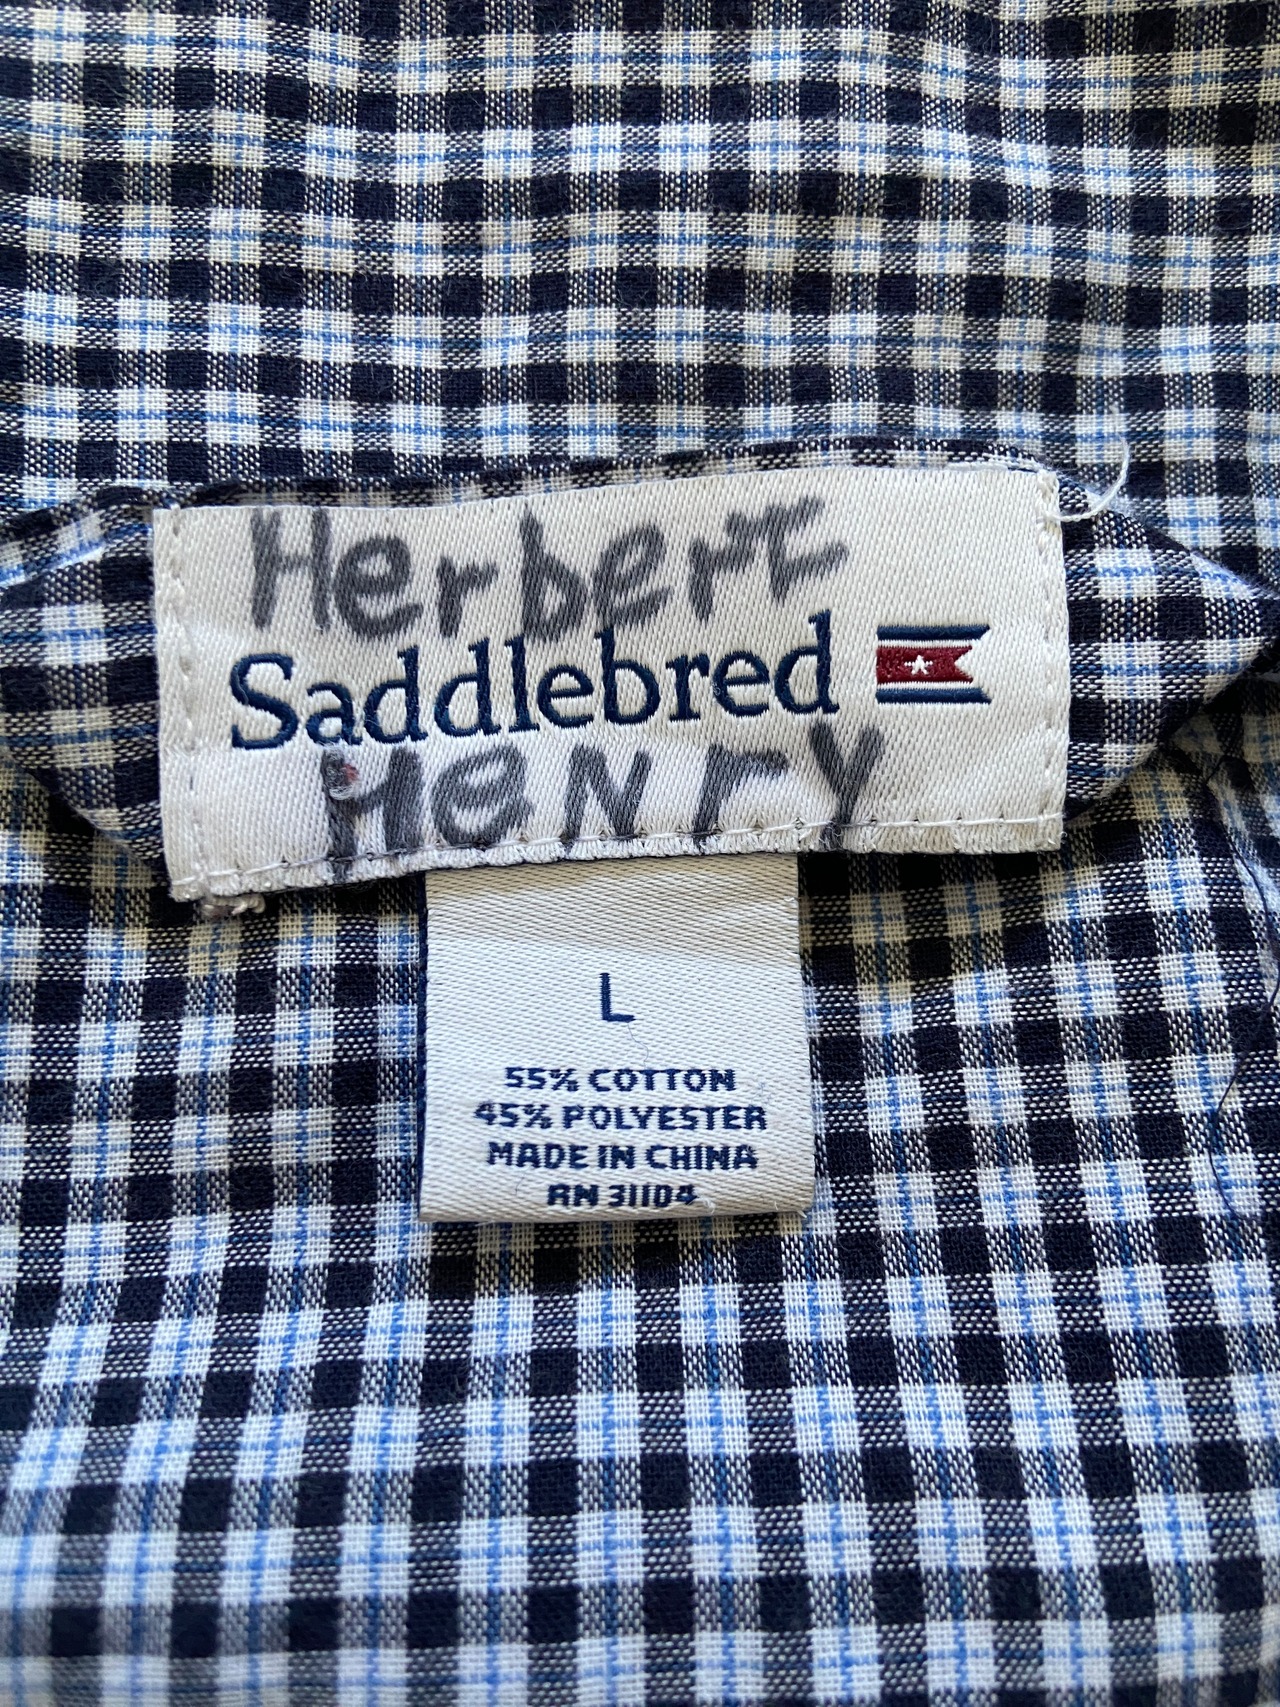 Herbert
Saddlebred
HENrY
L
55% COTTON
45% POLYESTER
MADE IN CHINA
RN 31104